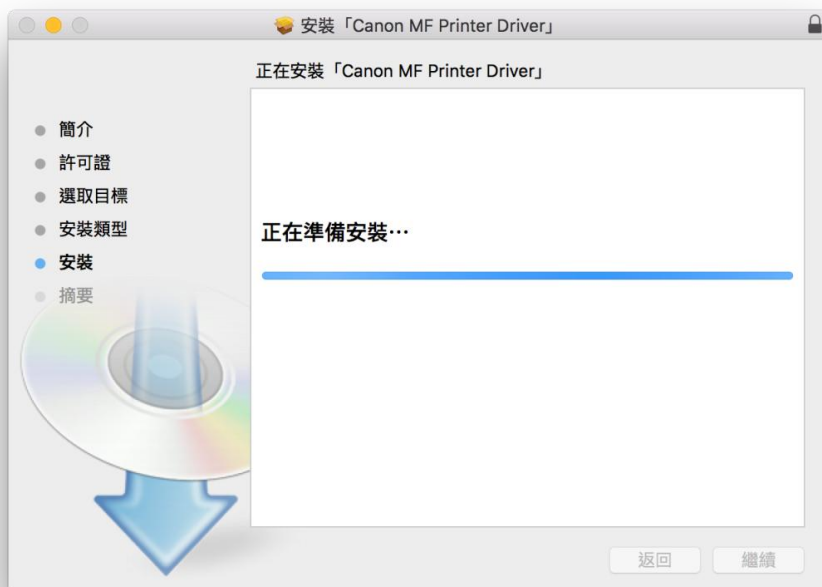 安裝「Canon MF Printer Driver」
正在安裝「Canon MF Printer Driver」
簡介
許可證
選取目標
安裝類型
安裝
摘要
正在準備安裝⋯
返回
繼續